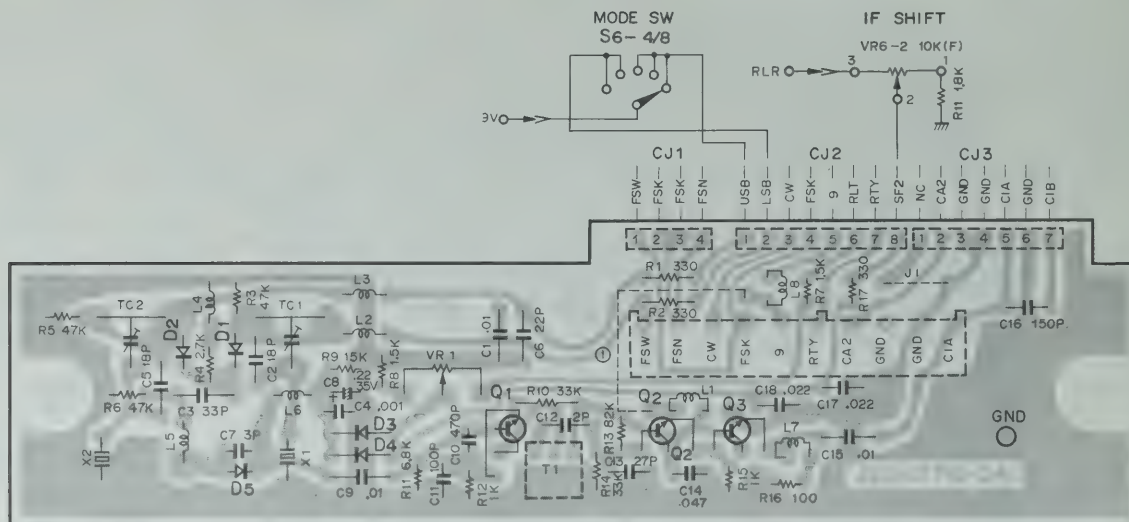 MODE SW
S6-4/8
IF SHIFT
VR6-2 10K(F)
RLR
3
1
2
R11 1.8K
9V
CJ1
CJ2
CJ3
FSW
FSK
FSK
FSN
USB
LSB
CW
FSK
9
RLT
RTY
SF2
NC
CA2
GND
GND
CIA
GND
CIB
1 2 3 4
1 2 3 4 5 6 7 8
1 2 3 4 5 6 7
L3
R1 330
R2 330
L8
R7 1.5K
R17 330
J1
C16 150P
TC2
L4
R3 47K
TC1
R5 47K
D2
D1
L2
C1 .01
C6 22P
C5 18P
R4 2.7K
C2 18P
R9 15K
R8 1.5K
VR 1
FSW
FSN
CW
FSK
9
RTY
CA2
GND
GND
CIA
C8 .22 35V
R6 47K
C3 33P
L6
C4 .001
Q1
R10 33K
C12 2P
Q2
L1
Q3
C18 .022
C17 .022
GND
L5
C7 3P
D3
D4
C10 470P
R13 82K
L7
C15 .01
X2
D5
X1
C9 .01
R11 6.8K
C11 100P
R12 1K
T1
R14 33K
C13 27P
Q2
C14 .047
R15 1K
R16 100